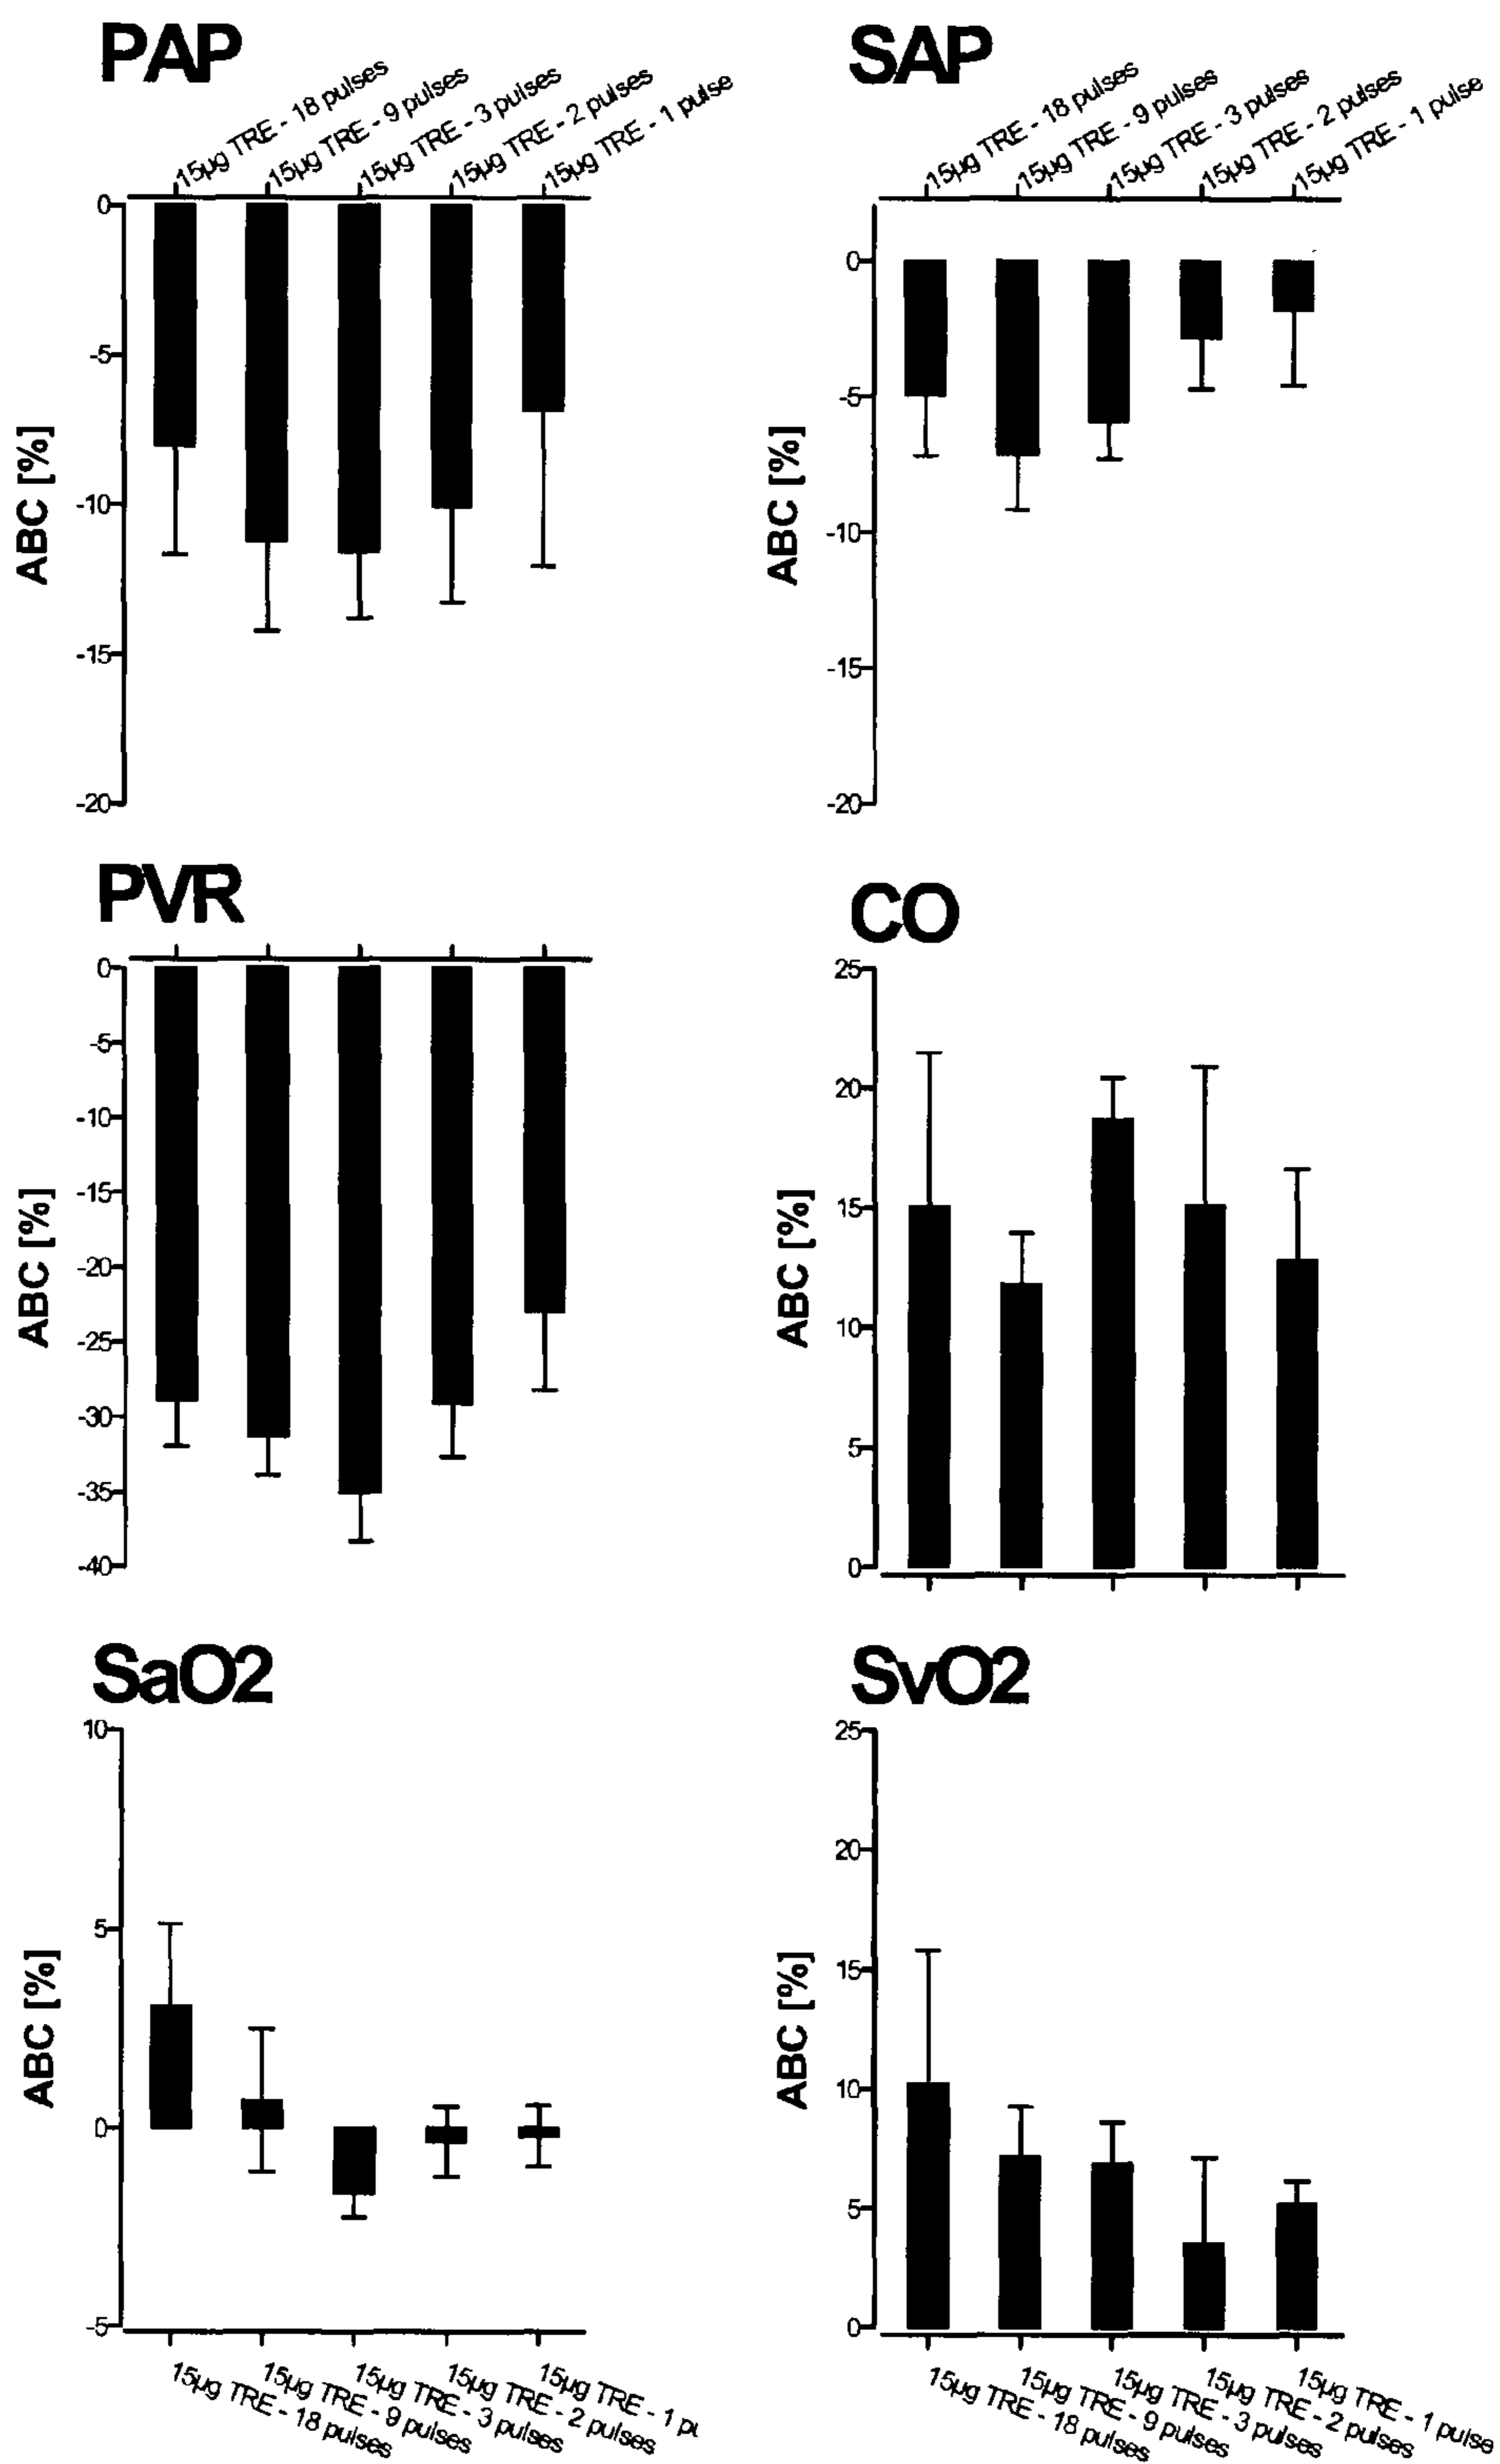 PAP
15µg TRE - 18 pulses
15µg TRE - 9 pulses
15µg TRE - 3 pulses
15µg TRE - 2 pulses
15µg TRE - 1 pulse
ABC [%]
0
-5
-10
-15
-20
SAP
15µg TRE - 18 pulses
15µg TRE - 9 pulses
15µg TRE - 3 pulses
15µg TRE - 2 pulses
15µg TRE - 1 pulse
ABC [%]
0
-5
-10
-15
-20
PVR
ABC [%]
0
-5
-10
-15
-20
-25
-30
-35
-40
CO
ABC [%]
25
20
15
10
5
0
SaO2
ABC [%]
10
5
0
-5
15µg TRE - 18 pulses
15µg TRE - 9 pulses
15µg TRE - 3 pulses
15µg TRE - 2 pulses
15µg TRE - 1 pu
SvO2
ABC [%]
25
20
15
10
5
0
15µg TRE - 18 pulses
15µg TRE - 9 pulses
15µg TRE - 3 pulses
15µg TRE - 2 pulses
15µg TRE - 1 pulse